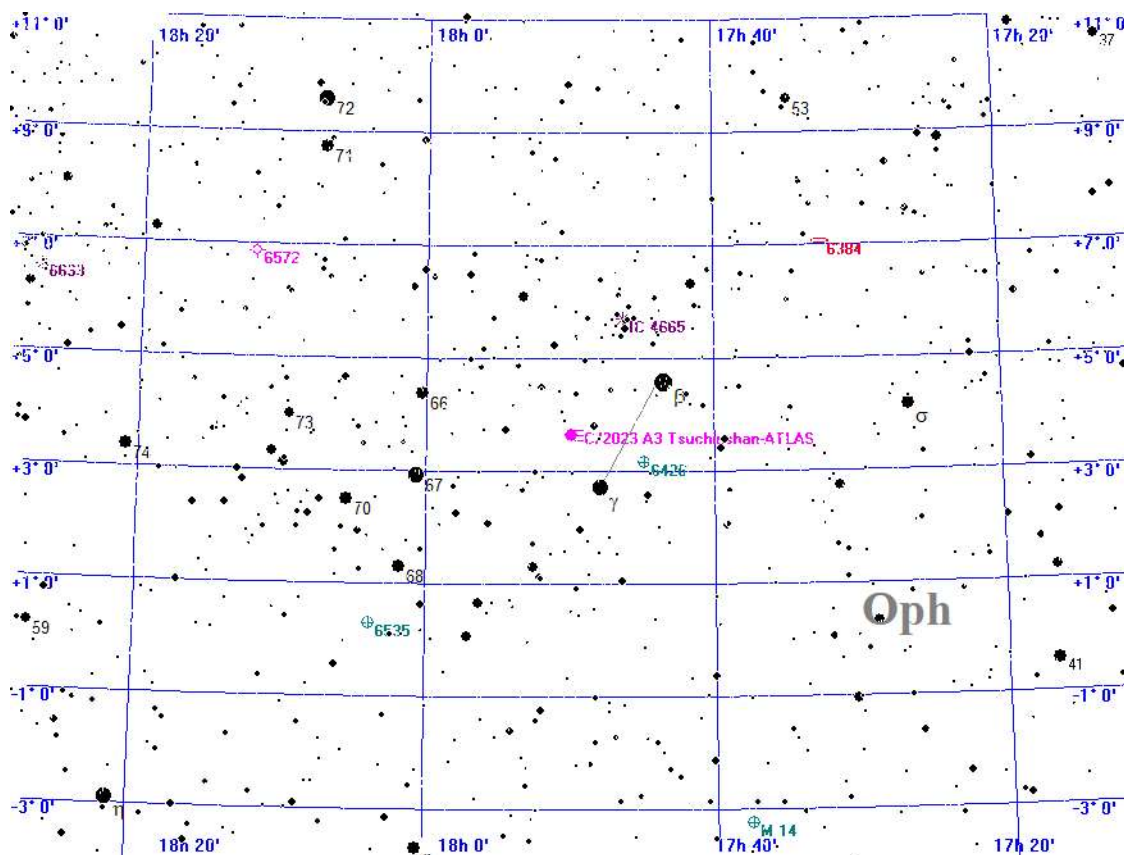 +11° 0' 18h 20' 18h 0' 17h 40' 17h 20' +11° 0'
37
72
53
+9° 0' +9° 0'
71
+7° 0' +7° 0'
6572 6384
6633
IC 4665
+5° 0' +5° 0'
β
66
73 σ
C/2023 A3 Tsuchinshan-ATLAS
74
+3° 0' 6426 +3° 0'
67
70 γ
68
+1° 0' +1° 0'
Oph
59 6535
41
-1° 0' -1° 0'
η
-3° 0' -3° 0'
M 14
18h 20' 18h 0' 17h 40' 17h 20'